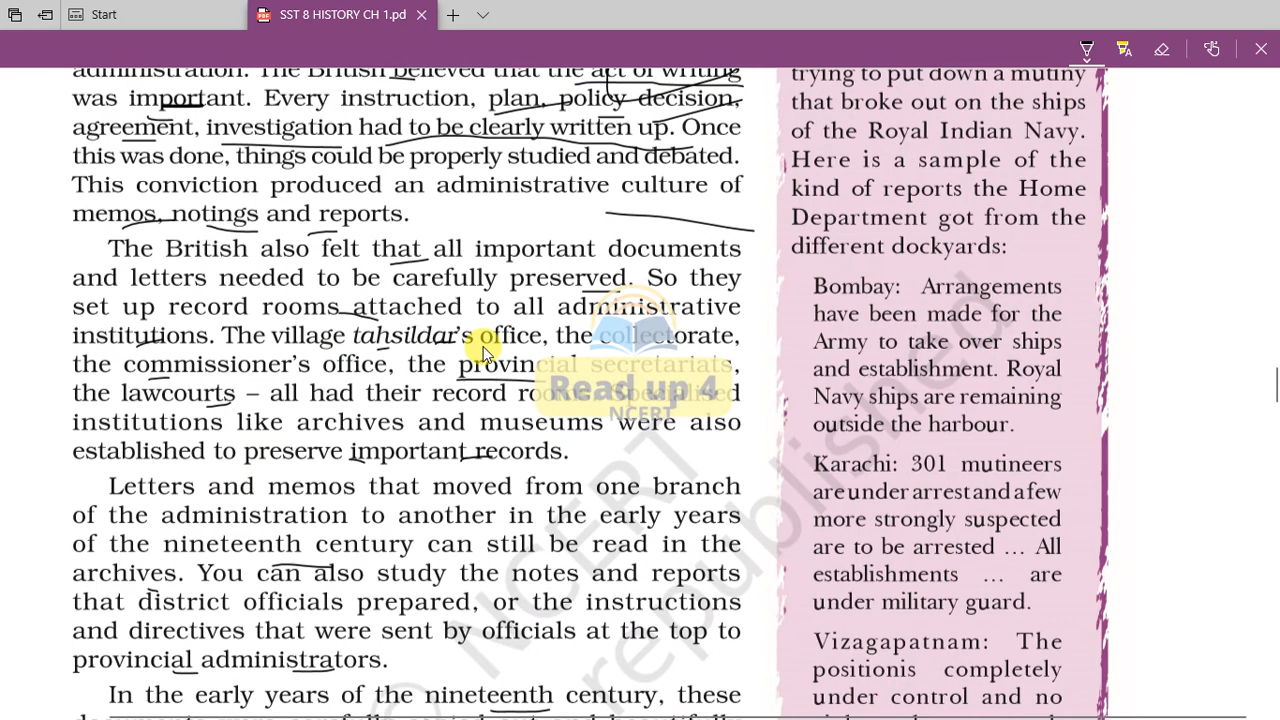 Start
SST 8 HISTORY CH 1.pd
administration. The British believed that the act of writing
was important. Every instruction, plan, policy decision,
agreement, investigation had to be clearly written up. Once
this was done, things could be properly studied and debated.
This conviction produced an administrative culture of
memos, notings and reports.
The British also felt that all important documents
and letters needed to be carefully preserved. So they
set up record rooms attached to all administrative
institutions. The village tahsildar's office, the collectorate,
the commissioner's office, the provincial secretariats,
the lawcourts – all had their record rooms. Specialised
institutions like archives and museums were also
established to preserve important records.
Letters and memos that moved from one branch
of the administration to another in the early years
of the nineteenth century can still be read in the
archives. You can also study the notes and reports
that district officials prepared, or the instructions
and directives that were sent by officials at the top to
provincial administrators.
In the early years of the nineteenth century, these
trying to put down a mutiny
that broke out on the ships
of the Royal Indian Navy.
Here is a sample of the
kind of reports the Home
Department got from the
different dockyards:
Bombay: Arrangements
have been made for the
Army to take over ships
and establishment. Royal
Navy ships are remaining
outside the harbour.
Karachi: 301 mutineers
are under arrest and a few
more strongly suspected
are to be arrested ... All
establishments ... are
under military guard.
Vizagapatnam: The
positionis completely
under control and no
Read up 4
NCERT
© NCERT
republished